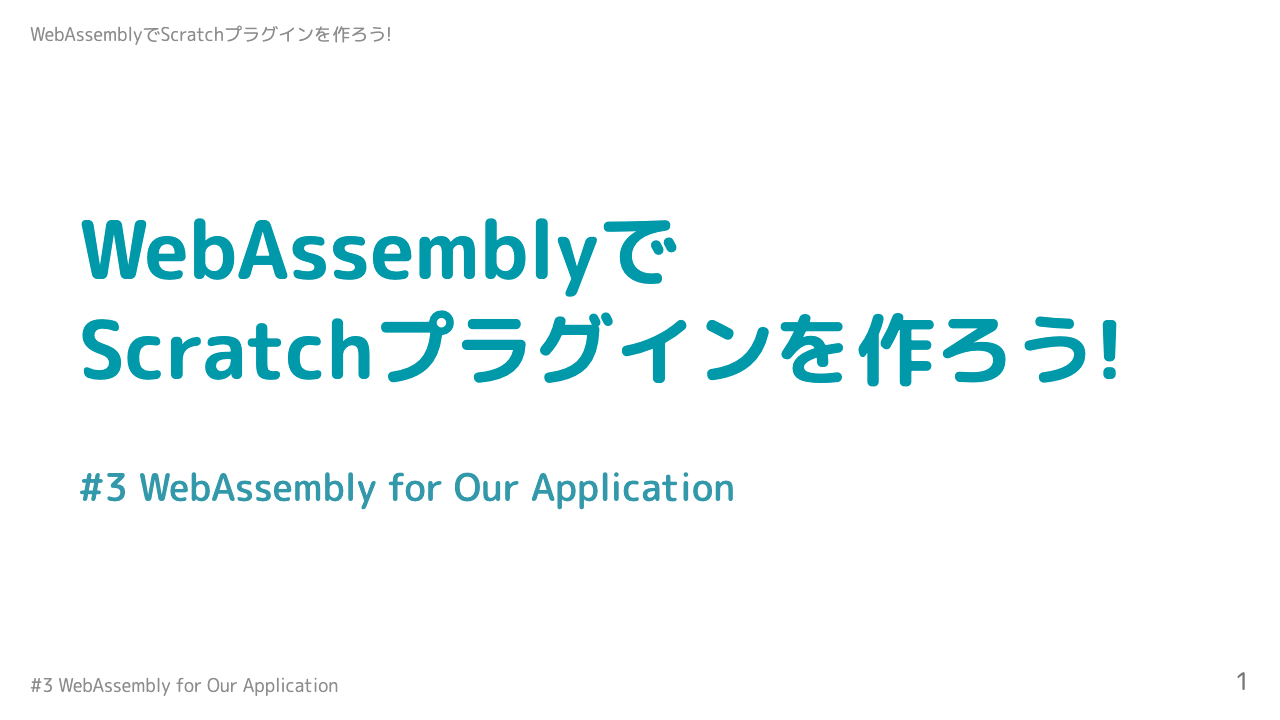 WebAssemblyでScratchプラグインを作ろう!
WebAssemblyで
Scratchプラグインを作ろう!
#3 WebAssembly for Our Application
#3 WebAssembly for Our Application
1